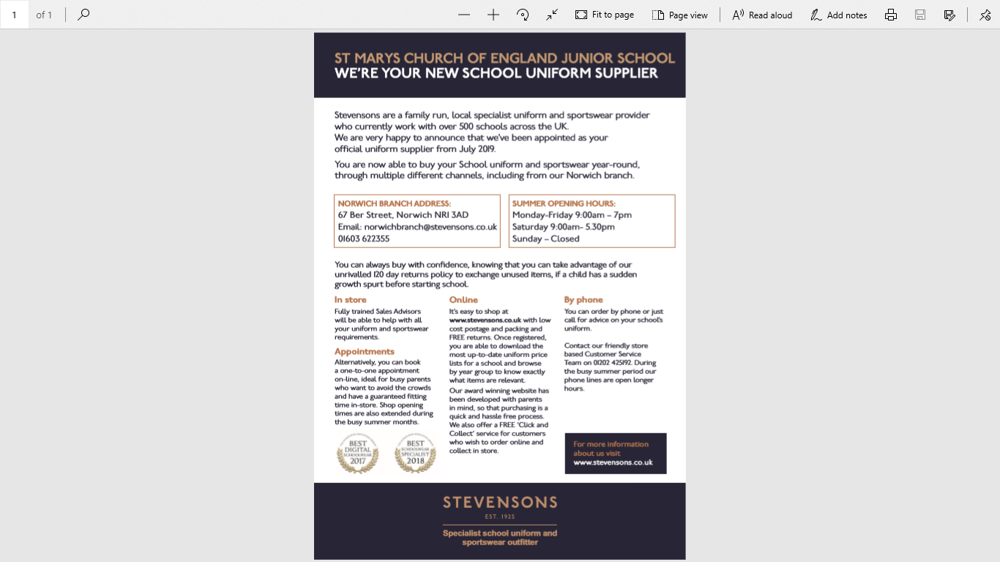 1 of 1 Fit to page Page view Read aloud Add notes
ST MARYS CHURCH OF ENGLAND JUNIOR SCHOOL
WE'RE YOUR NEW SCHOOL UNIFORM SUPPLIER
Stevensons are a family run, local specialist uniform and sportswear provider
who currently work with over 500 schools across the UK.
We are very happy to announce that we've been appointed as your
official uniform supplier from July 2019.
You are now able to buy your School uniform and sportswear year-round,
through multiple different channels, including from our Norwich branch.
NORWICH BRANCH ADDRESS:
67 Ber Street, Norwich NR1 3AD
Email: norwichbranch@stevensons.co.uk
01603 622355
SUMMER OPENING HOURS:
Monday-Friday 9:00am – 7pm
Saturday 9:00am- 5.30pm
Sunday – Closed
You can always buy with confidence, knowing that you can take advantage of our
unrivalled 120 day returns policy to exchange unused items, if a child has a sudden
growth spurt before starting school.
In store
Fully trained Sales Advisors
will be able to help with all
your uniform and sportswear
requirements.
Appointments
Alternatively, you can book
a one-to-one appointment
on-line, ideal for busy parents
who want to avoid the crowds
and have a guaranteed fitting
time in-store. Shop opening
times are also extended during
the busy summer months.
BEST
DIGITAL
SCHOOLWEAR
2017
BEST
SCHOOLWEAR
SPECIALIST
2018
Online
It's easy to shop at
www.stevensons.co.uk with low
cost postage and packing and
FREE returns. Once registered,
you are able to download the
most up-to-date uniform price
lists for a school and browse
by year group to know exactly
what items are relevant.
Our award winning website has
been developed with parents
in mind, so that purchasing is a
quick and hassle free process.
We also offer a FREE 'Click and
Collect' service for customers
who wish to order online and
collect in store.
By phone
You can order by phone or just
call for advice on your school's
uniform.
Contact our friendly store
based Customer Service
Team on 01202 425192. During
the busy summer period our
phone lines are open longer
hours.
For more information
about us visit
www.stevensons.co.uk
STEVENSONS
EST. 1925
Specialist school uniform and
sportswear outfitter